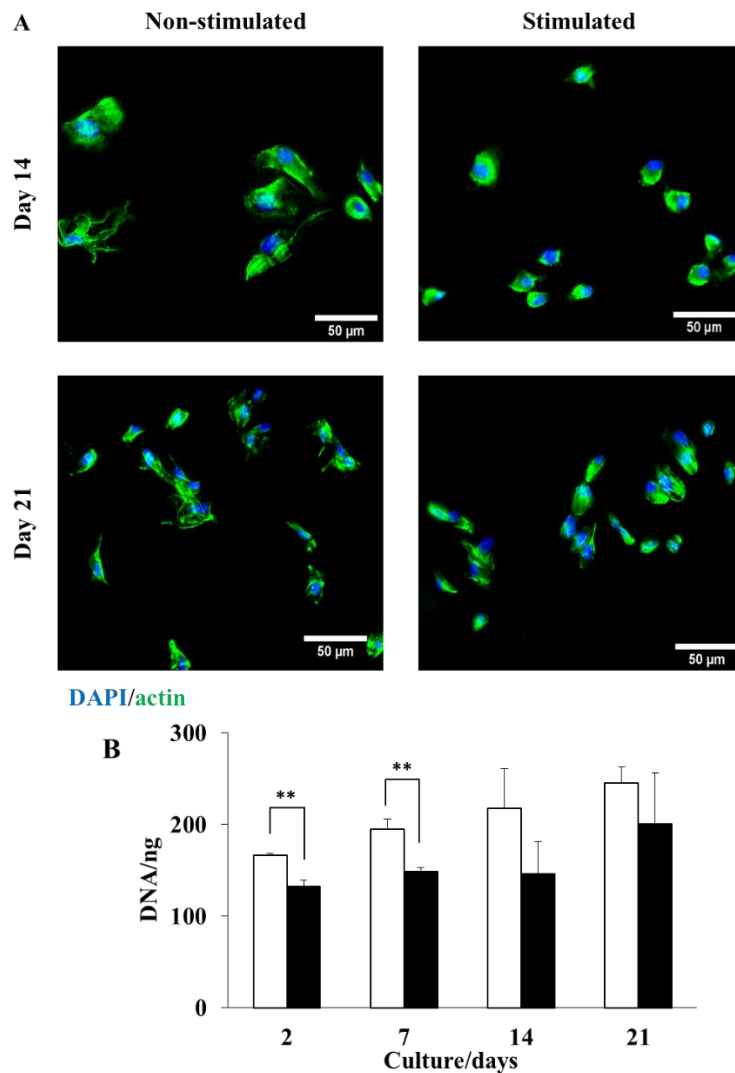 A
Non-stimulated
Stimulated
Day 14
50 µm
50 µm
Day 21
50 µm
50 µm
DAPI/actin
B
300
200
100
0
DNA/ng
**
**
2 7 14 21
Culture/days